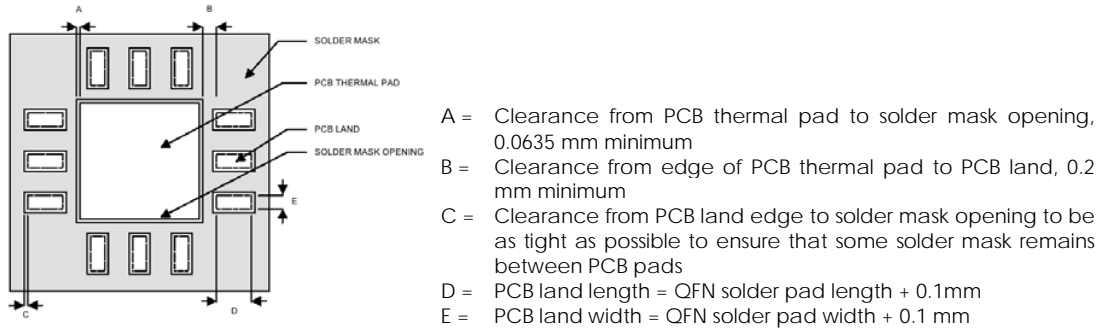 A
B
SOLDER MASK
PCB THERMAL PAD
PCB LAND
SOLDER MASK OPENING
E
C
D
A = Clearance from PCB thermal pad to solder mask opening,
0.0635 mm minimum
B = Clearance from edge of PCB thermal pad to PCB land, 0.2
mm minimum
C = Clearance from PCB land edge to solder mask opening to be
as tight as possible to ensure that some solder mask remains
between PCB pads
D = PCB land length = QFN solder pad length + 0.1mm
E = PCB land width = QFN solder pad width + 0.1 mm